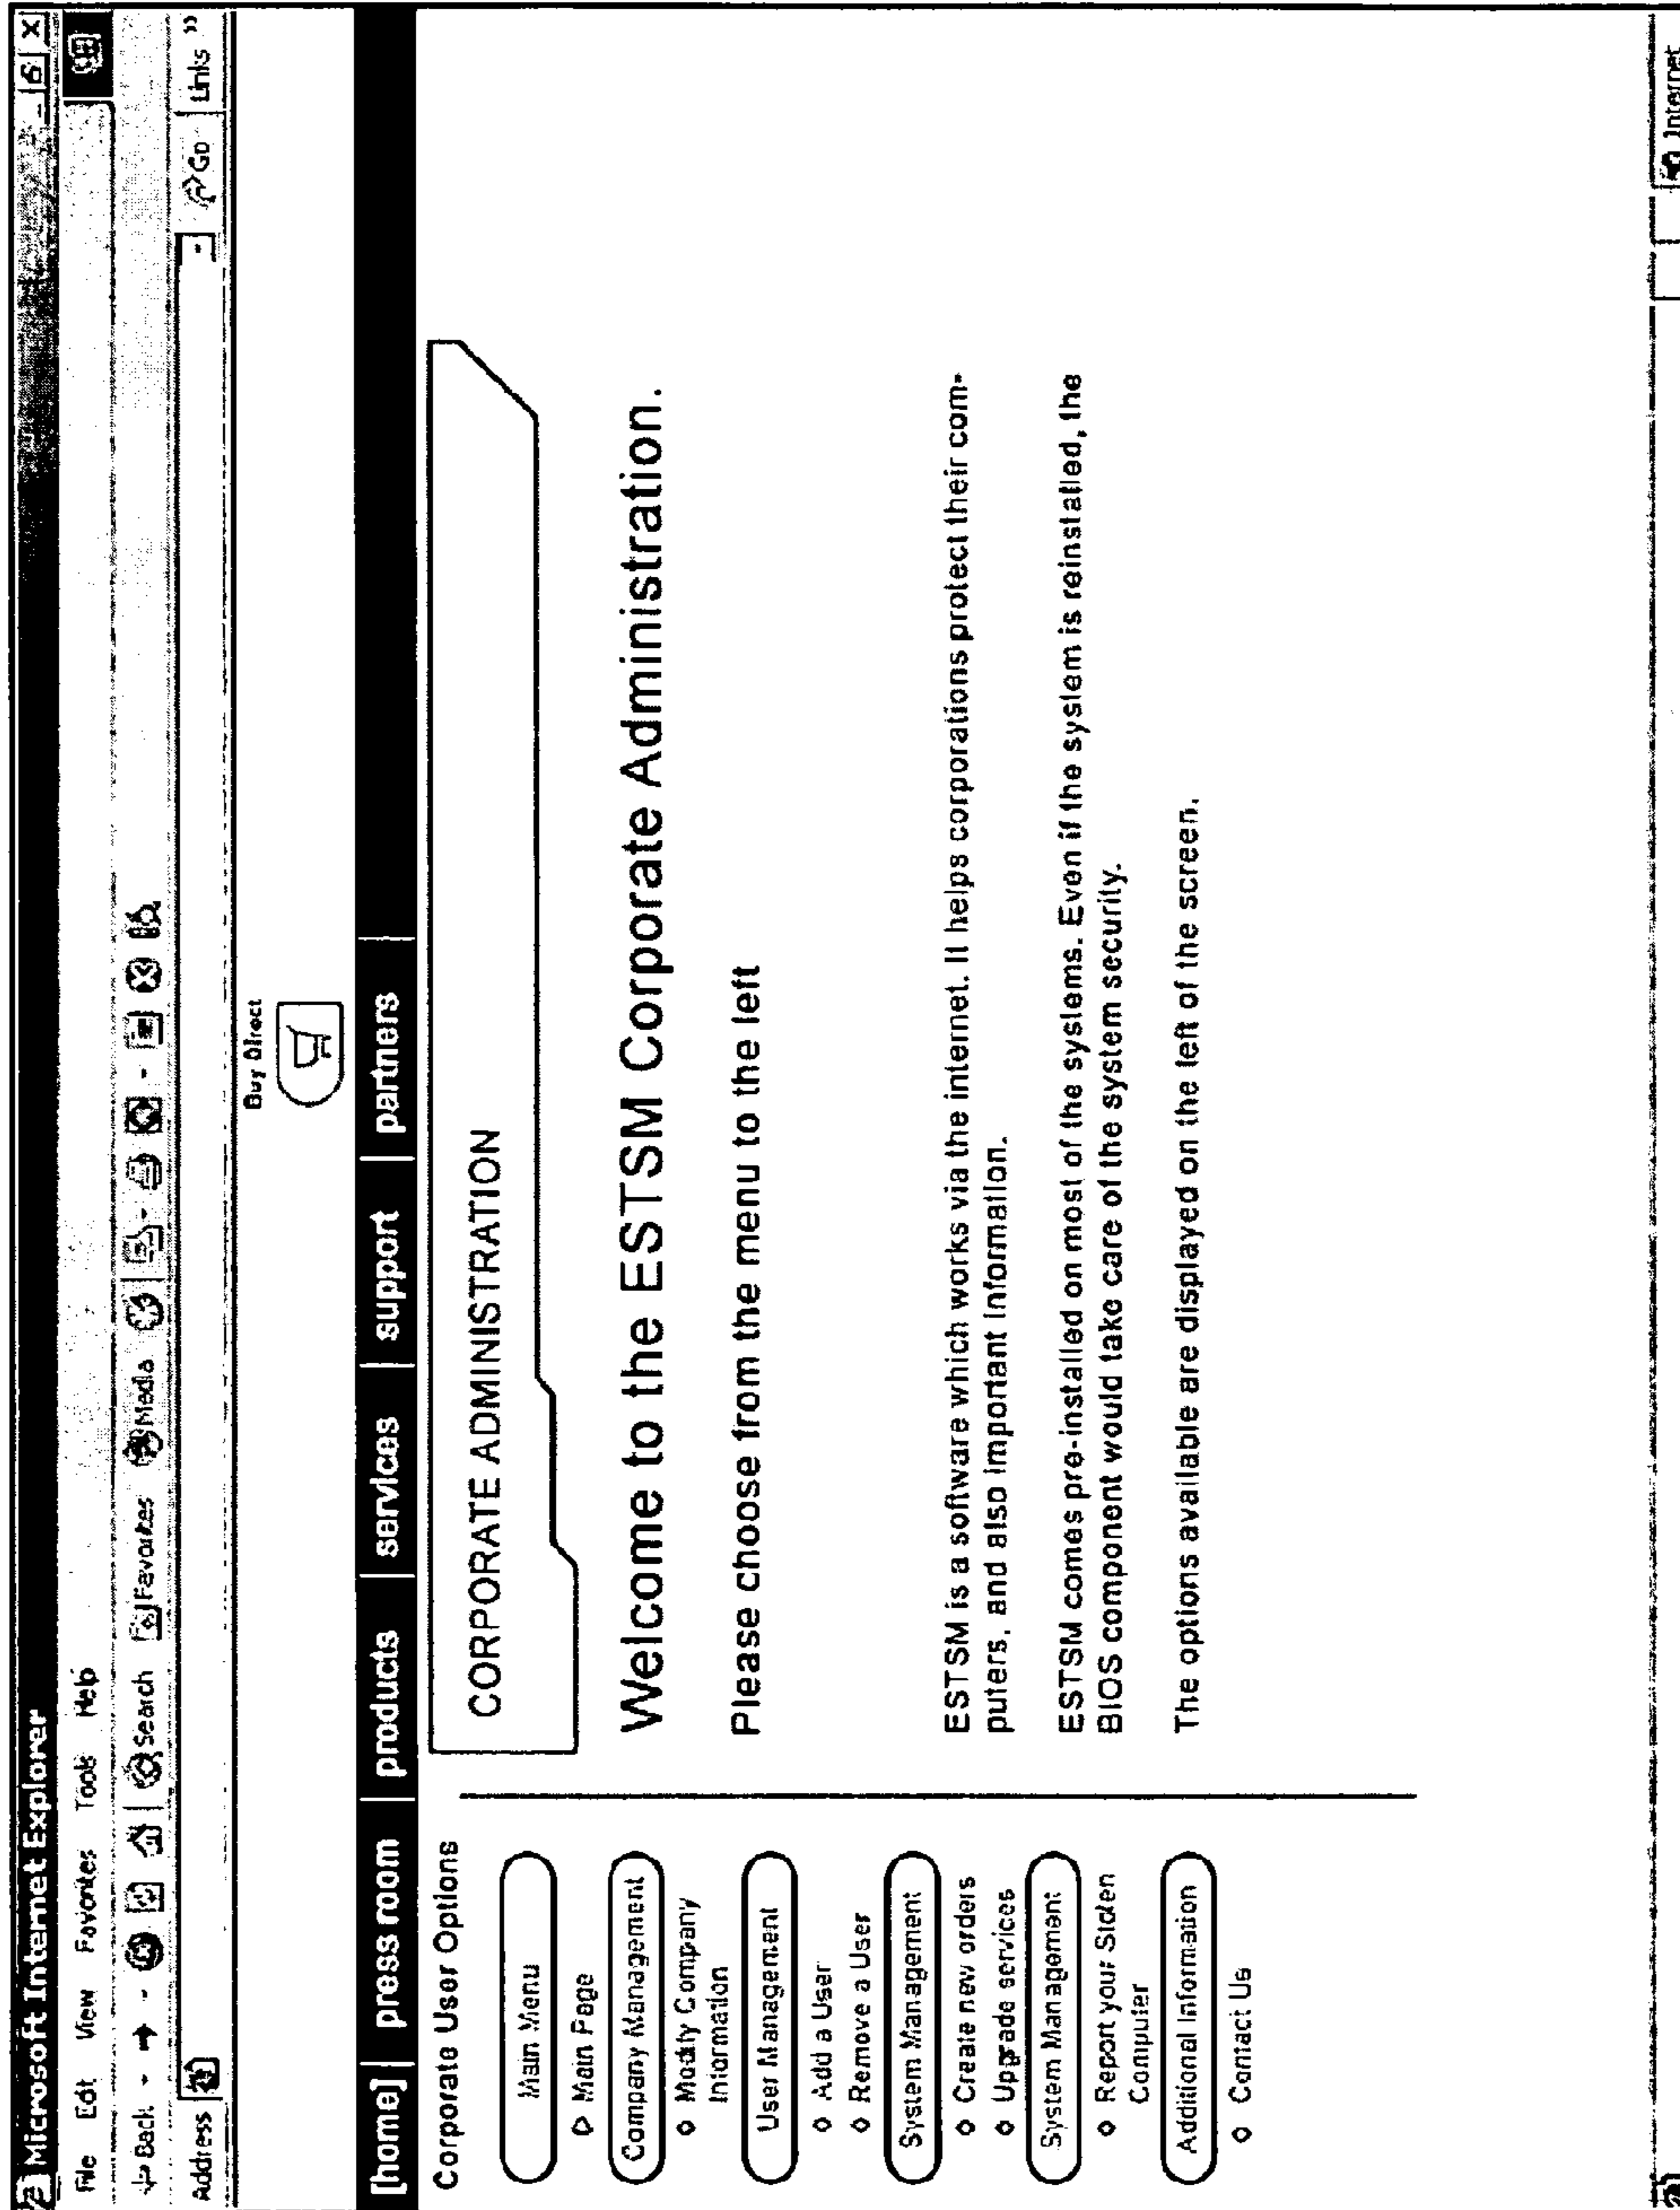 Microsoft Internet Explorer
File Edit View Favorites Tools Help
Back Search Favorites Media
Address Go Links »
Buy Direct
[home] press room products services support partners
Corporate User Options
Main Menu
Main Page
Company Management
Modify Company
Information
User Management
Add a User
Remove a User
System Management
Create new orders
Upgrade services
System Management
Report your Stolen
Computer
Additional Information
Contact Us
CORPORATE ADMINISTRATION
Welcome to the ESTSM Corporate Administration.
Please choose from the menu to the left
ESTSM is a software which works via the internet. It helps corporations protect their com-
puters, and also important information.
ESTSM comes pre-installed on most of the systems. Even if the system is reinstalled, the
BIOS component would take care of the system security.
The options available are displayed on the left of the screen.
Internet